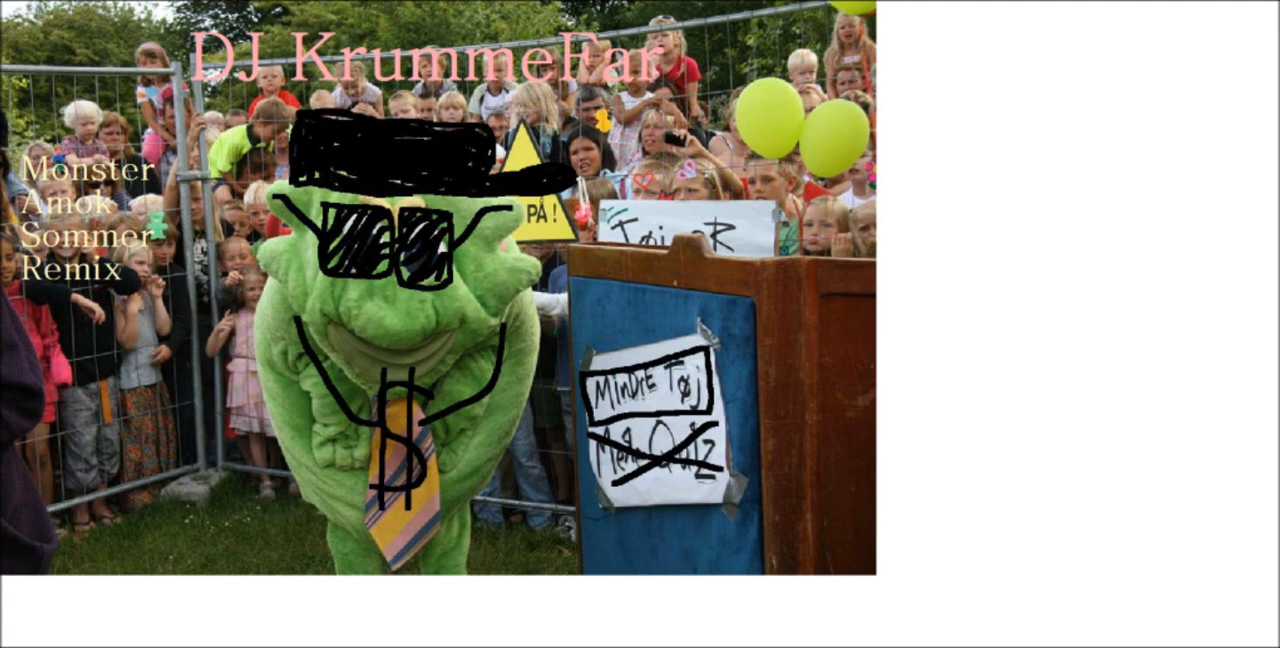 DJ KrummeFar
Monster
Amok
Sommer
Remix
PÅ!
MinDrE Tøj
Mere Quiz